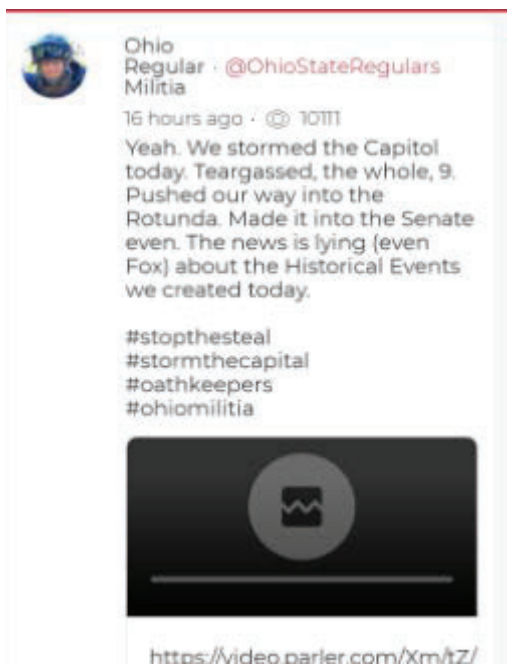 Ohio
Regular · @OhioStateRegulars
Militia
16 hours ago · 10111
Yeah. We stormed the Capitol
today. Teargassed, the whole, 9.
Pushed our way into the
Rotunda. Made it into the Senate
even. The news is lying (even
Fox) about the Historical Events
we created today.
#stopthesteal
#stormthecapital
#oathkeepers
#ohiomilitia
https://video.parler.com/Xm/tZ/